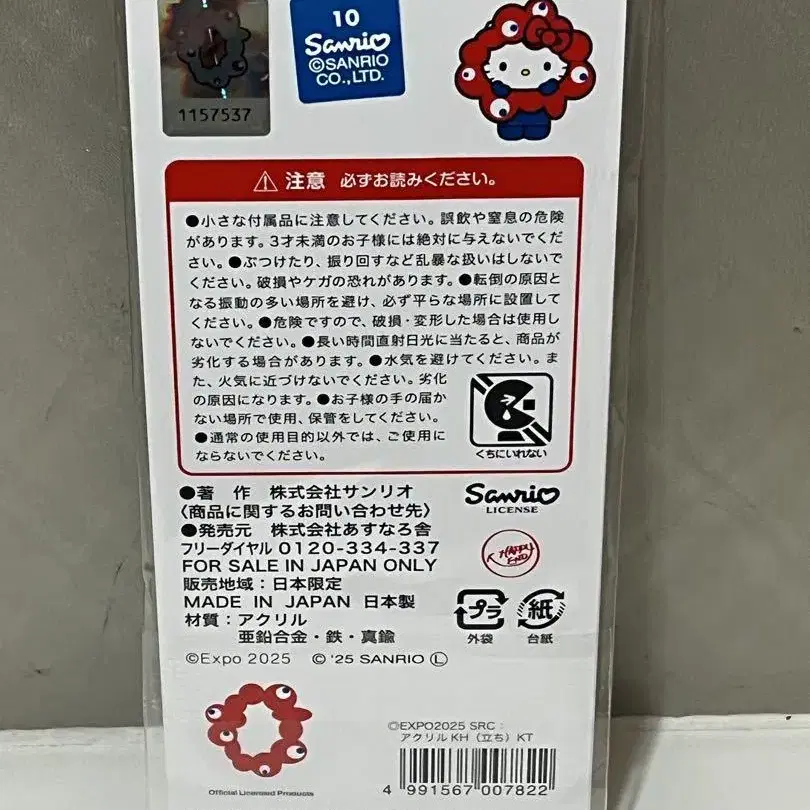 1157537
10
Sanrio
©SANRIO
CO.,LTD.
⚠ 注意 必ずお読みください。
●小さな付属品に注意してください。誤飲や窒息の危険
があります。3才未満のお子様には絶対に与えないでくだ
さい。●ぶつけたり、振り回すなど乱暴な扱いはしないで
ください。破損やケガの恐れがあります。●転倒の原因と
なる振動の多い場所を避け、必ず平らな場所に設置して
ください。●危険ですので、破損・変形した場合は使用し
ないでください。●長い時間直射日光に当たると、商品が
劣化する場合があります。●水気を避けてください。ま
た、火気に近づけないでください。劣化
の原因になります。●お子様の手の届か
ない場所で使用、保管をしてください。
●通常の使用目的以外では、ご使用に
ならないでください。
くちにいれない
●著 作 株式会社サンリオ
〈商品に関するお問い合わせ先〉
●発売元 株式会社あすなろ舎
フリーダイヤル 0120-334-337
FOR SALE IN JAPAN ONLY
販売地域：日本限定
MADE IN JAPAN 日本製
材質：アクリル
亜鉛合金・鉄・真鍮
©Expo 2025 © '25 SANRIO Ⓛ
Sanrio
LICENSE
A HAPPY
END
プラ
外袋
紙
台紙
Official Licensed Products
©EXPO2025 SRC：
アクリルKH（立ち）KT
4 991567 007822